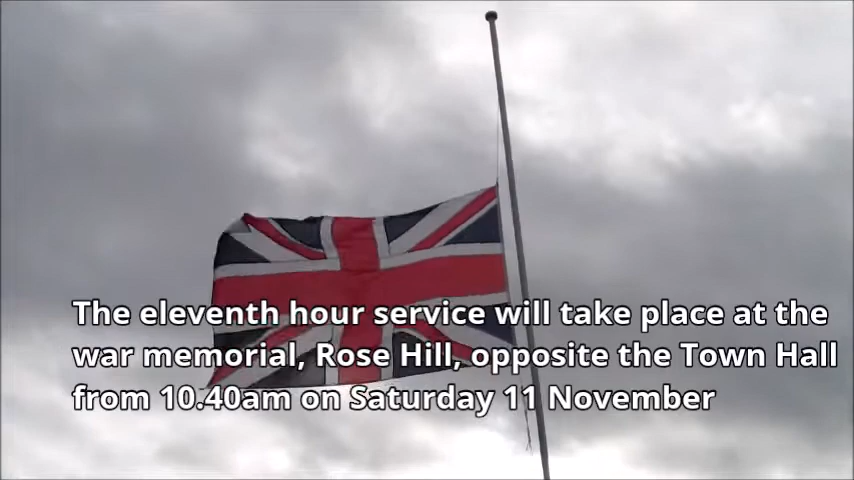 The eleventh hour service will take place at the
war memorial, Rose Hill, opposite the Town Hall
from 10.40am on Saturday 11 November